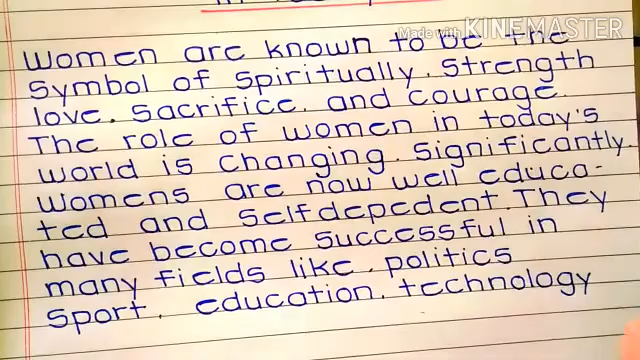 Made with KINEMASTER
Women are known to be the
symbol of spiritually. strength
love. sacrifice. and courage.
The role of women in today's
world is changing. significantly.
Womens are now well educa-
ted and selfdepedent. They
have become successful in
many fields like. politics
sport. education. technology